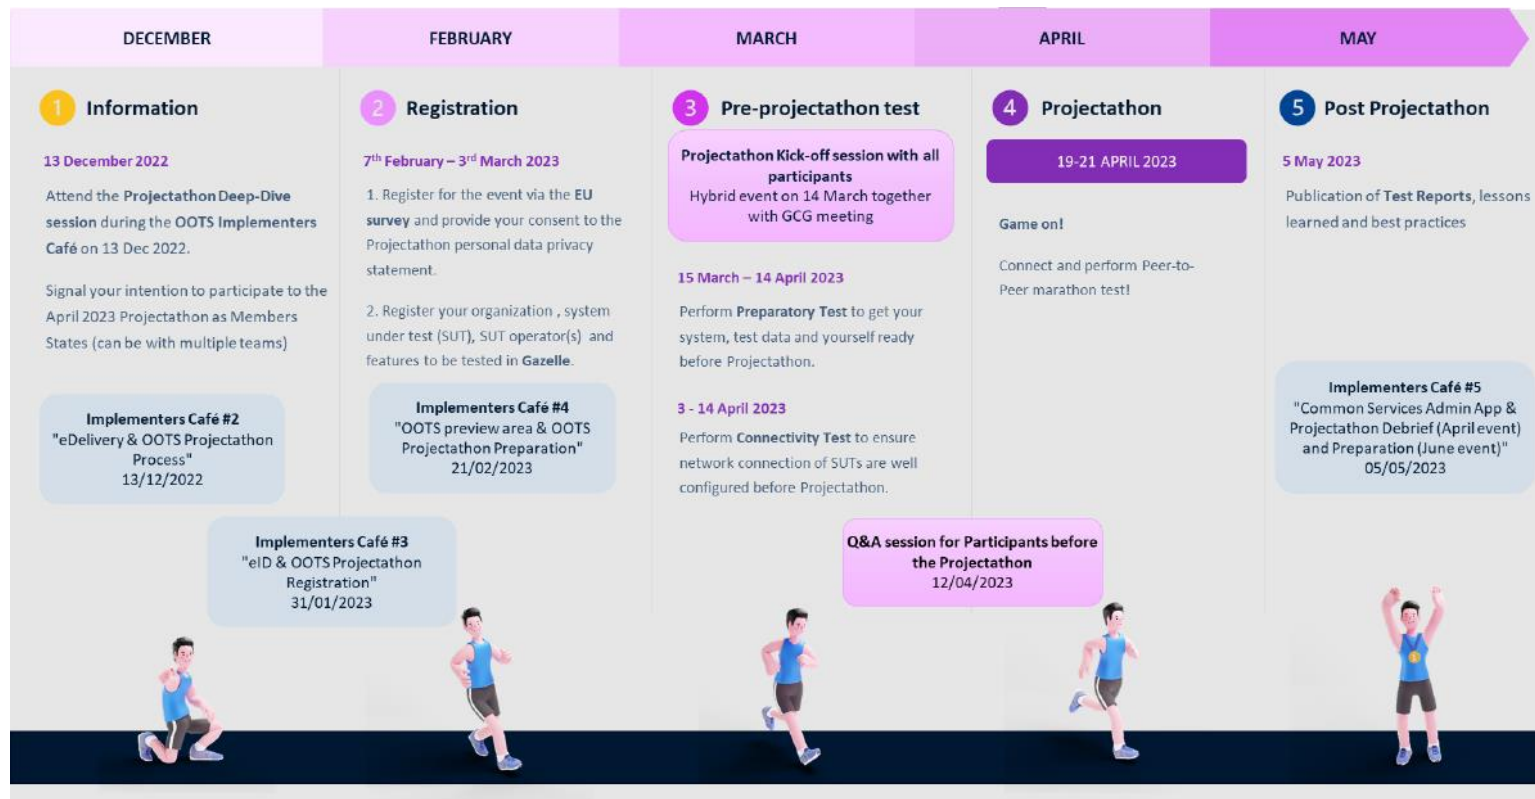 DECEMBER
FEBRUARY
MARCH
APRIL
MAY
1 Information
13 December 2022
Attend the Projectathon Deep-Dive
session during the OOTS Implementers
Café on 13 Dec 2022.
Signal your intention to participate to the
April 2023 Projectathon as Members
States (can be with multiple teams)
Implementers Café #2
"eDelivery & OOTS Projectathon
Process"
13/12/2022
Implementers Café #3
"eID & OOTS Projectathon
Registration"
31/01/2023
2 Registration
7th February – 3rd March 2023
1. Register for the event via the EU
survey and provide your consent to the
Projectathon personal data privacy
statement.
2. Register your organization , system
under test (SUT), SUT operator(s) and
features to be tested in Gazelle.
Implementers Café #4
"OOTS preview area & OOTS
Projectathon Preparation"
21/02/2023
3 Pre-projectathon test
Projectathon Kick-off session with all
participants
Hybrid event on 14 March together
with GCG meeting
15 March – 14 April 2023
Perform Preparatory Test to get your
system, test data and yourself ready
before Projectathon.
3 - 14 April 2023
Perform Connectivity Test to ensure
network connection of SUTs are well
configured before Projectathon.
Q&A session for Participants before
the Projectathon
12/04/2023
4 Projectathon
19-21 APRIL 2023
Game on!
Connect and perform Peer-to-
Peer marathon test!
5 Post Projectathon
5 May 2023
Publication of Test Reports, lessons
learned and best practices
Implementers Café #5
"Common Services Admin App &
Projectathon Debrief (April event)
and Preparation (June event)"
05/05/2023